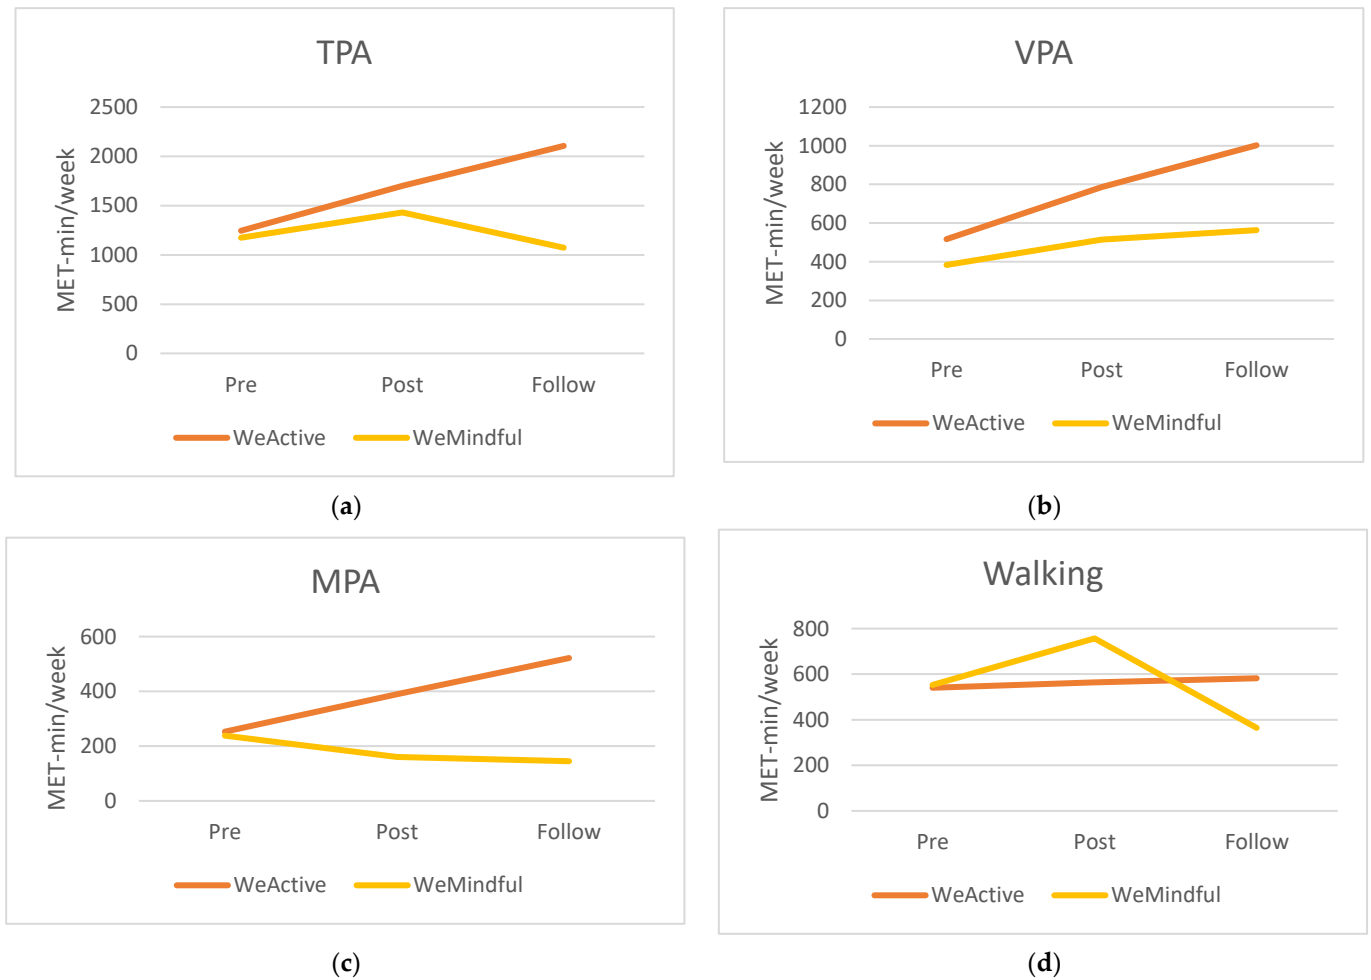 TPA
MET-min/week
2500
2000
1500
1000
500
0
Pre Post Follow
WeActive WeMindful
(a)
VPA
MET-min/week
1200
1000
800
600
400
200
0
Pre Post Follow
WeActive WeMindful
(b)
MPA
MET-min/week
600
400
200
0
Pre Post Follow
WeActive WeMindful
(c)
Walking
MET-min/week
800
600
400
200
0
Pre Post Follow
WeActive WeMindful
(d)